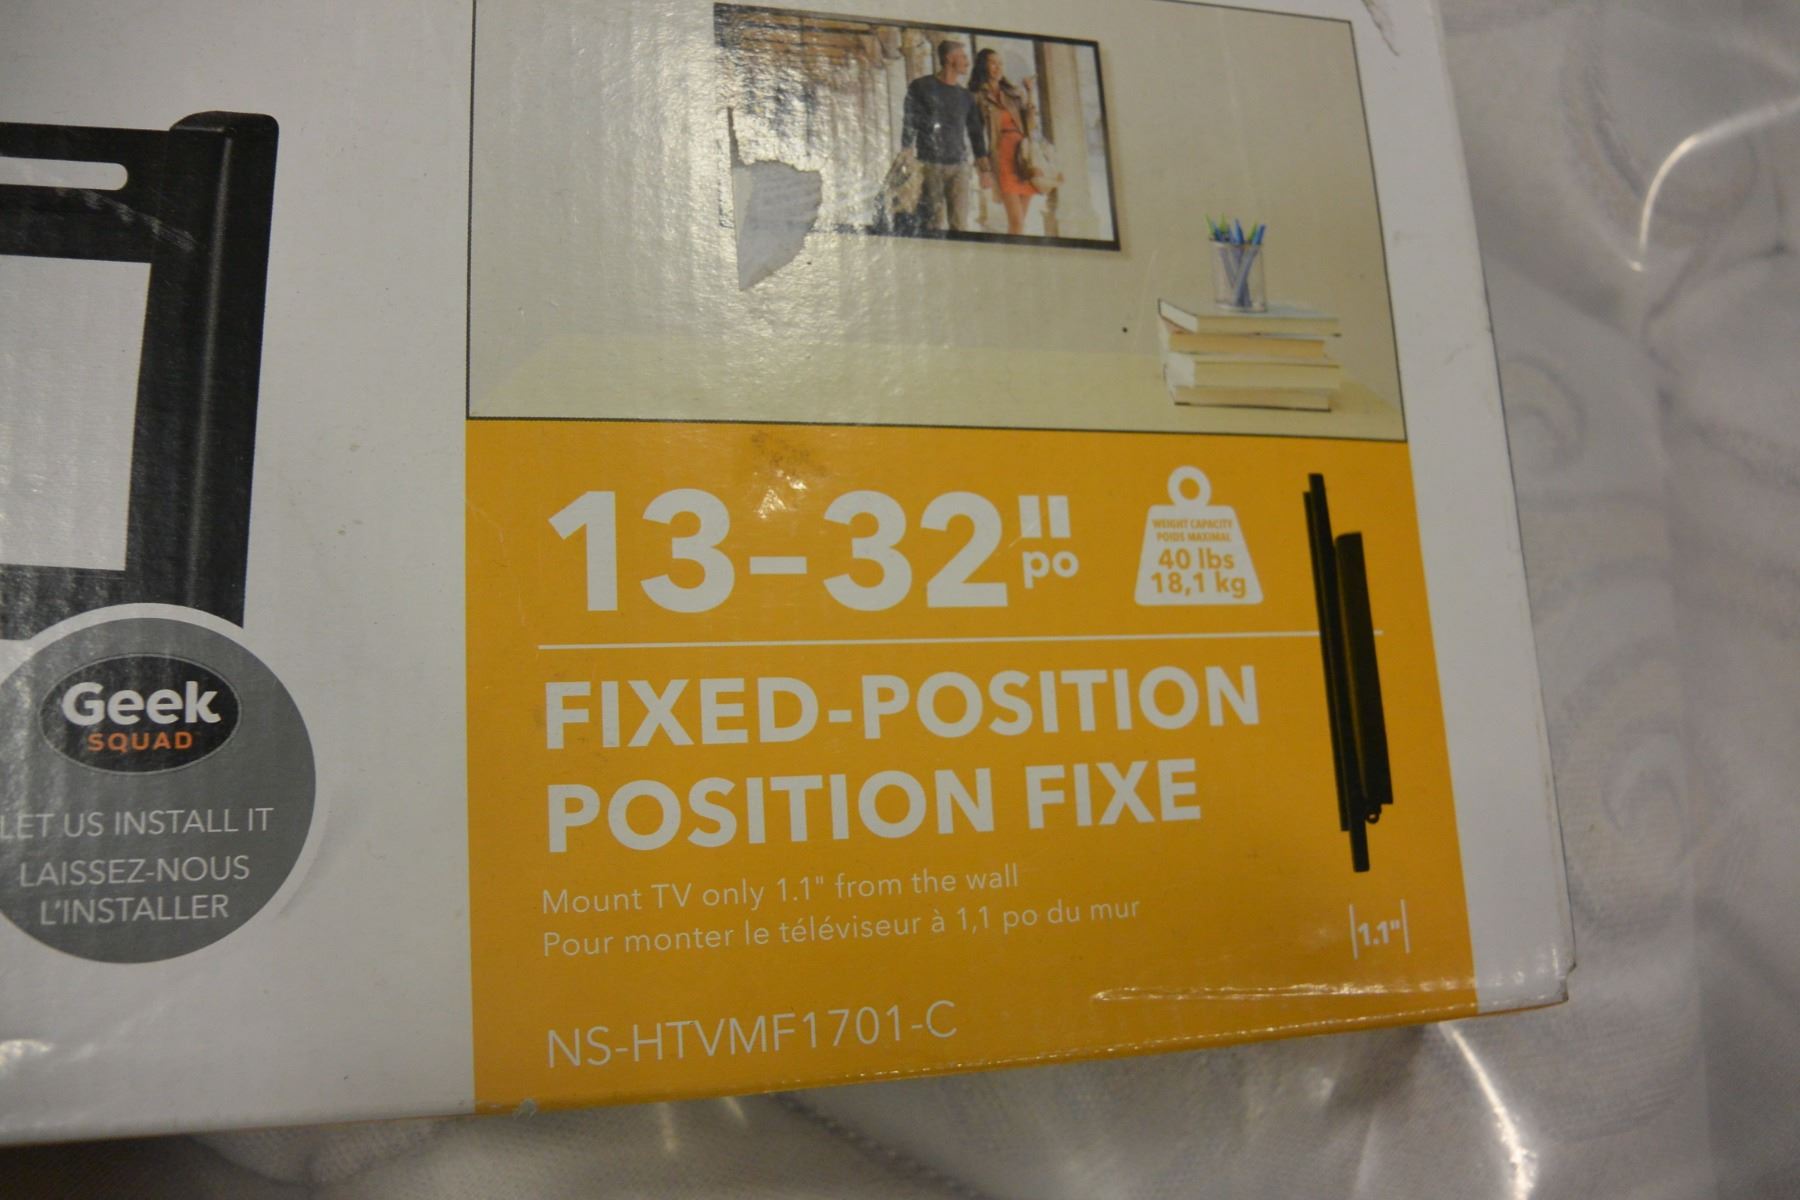 13-32"
po
WEIGHT CAPACITY
POIDS MAXIMAL
40 lbs
18,1 kg
FIXED-POSITION
POSITION FIXE
Mount TV only 1.1" from the wall
Pour monter le téléviseur à 1,1 po du mur
|1.1"|
NS-HTVMF1701-C
Geek
SQUAD
LET US INSTALL IT
LAISSEZ-NOUS
L'INSTALLER